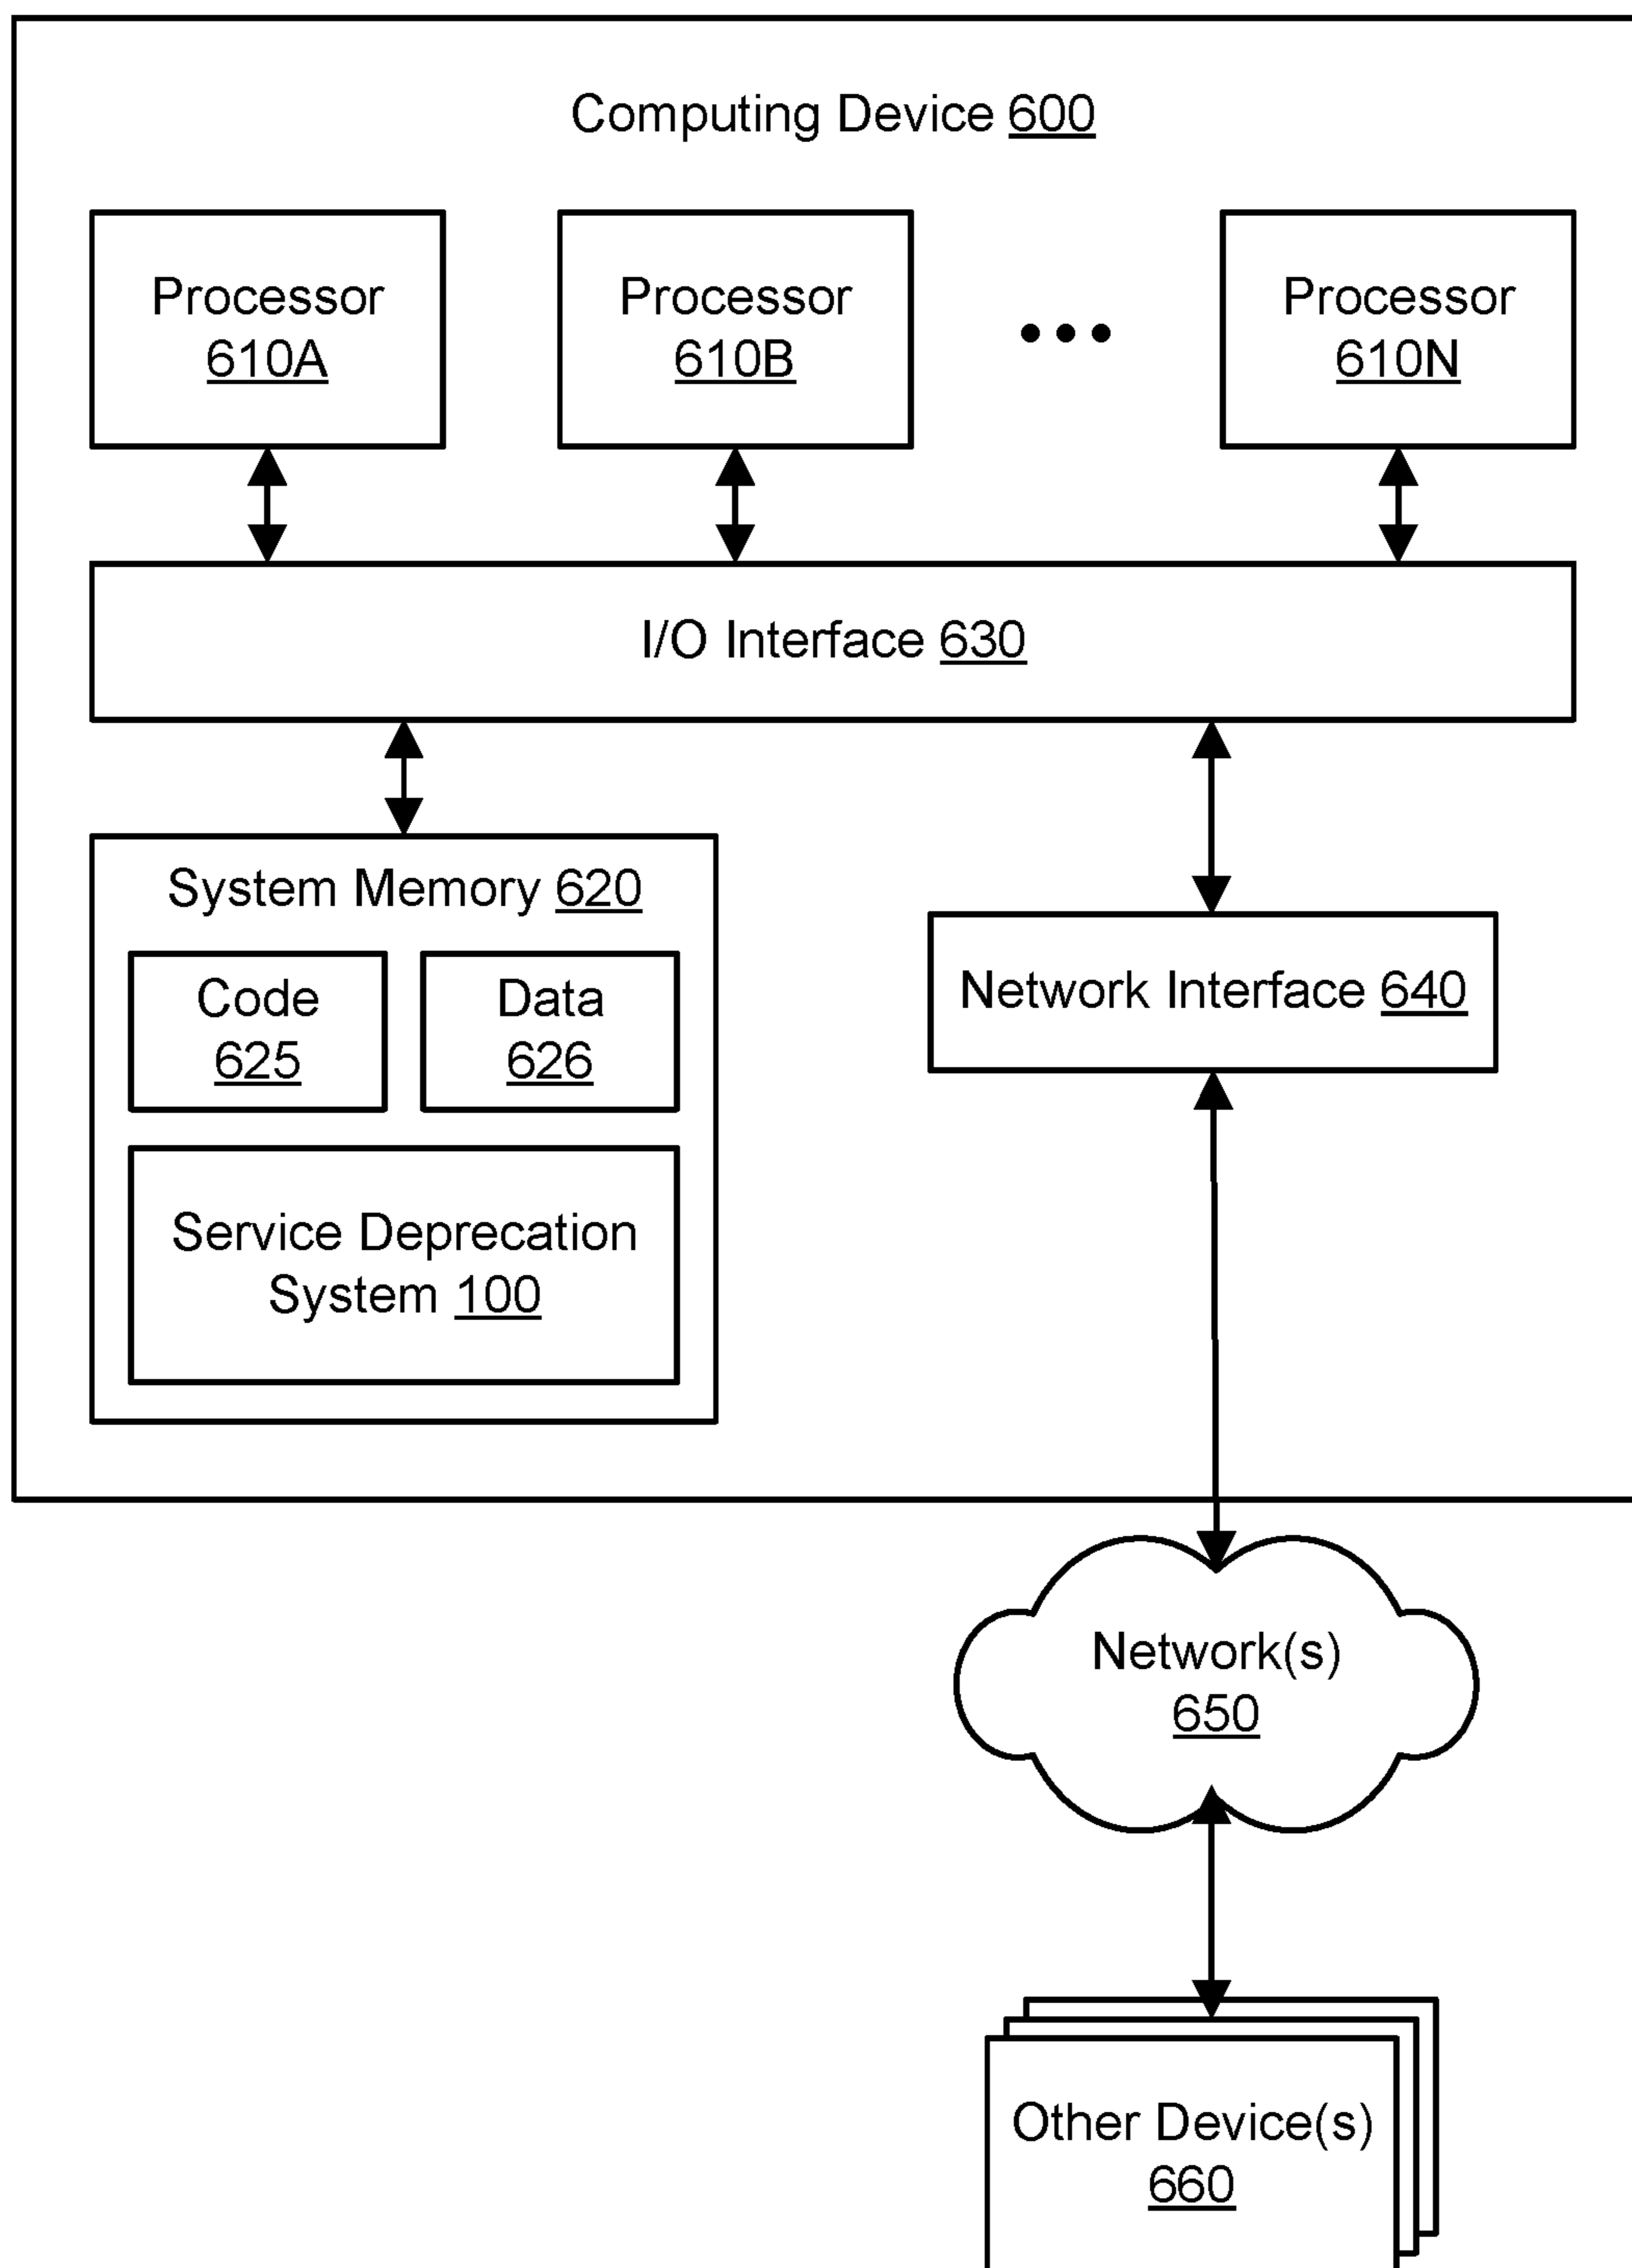 Computing Device 600
Processor
610A
Processor
610B
Processor
610N
I/O Interface 630
System Memory 620
Code
625
Data
626
Service Deprecation
System 100
Network Interface 640
Network(s)
650
Other Device(s)
660